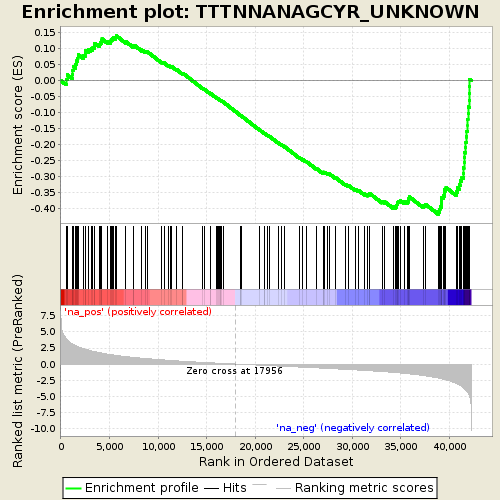 Enrichment plot: TTTNNANAGCYR_UNKNOWN
Enrichment score (ES)
0.15
0.10
0.05
0.00
-0.05
-0.10
-0.15
-0.20
-0.25
-0.30
-0.35
-0.40
'na_pos' (positively correlated)
Ranked list metric (PreRanked)
7.5
5.0
2.5
0.0
-2.5
-5.0
-7.5
-10.0
Zero cross at 17956
'na_neg' (negatively correlated)
0
5,000
10,000
15,000
20,000
25,000
30,000
35,000
40,000
Rank in Ordered Dataset
Enrichment profile
Hits
Ranking metric scores